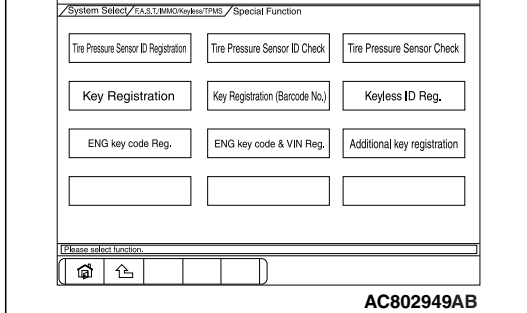 System Select/F.A.S.T./IMMO/Keyless/TPMS/Special Function
Tire Pressure Sensor ID Registration
Tire Pressure Sensor ID Check
Tire Pressure Sensor Check
Key Registration
Key Registration (Barcode No.)
Keyless ID Reg.
ENG key code Reg.
ENG key code & VIN Reg.
Additional key registration
Please select function.
AC802949AB